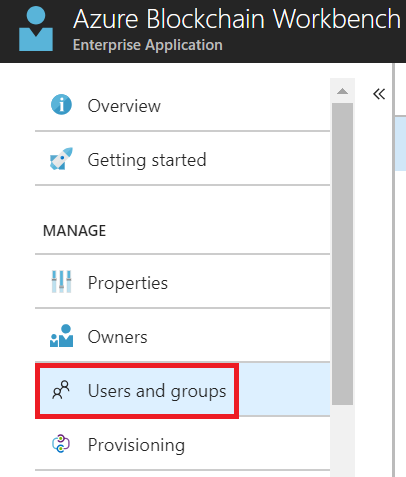 Azure Blockchain Workbench
Enterprise Application
Overview
Getting started
MANAGE
Properties
Owners
Users and groups
Provisioning